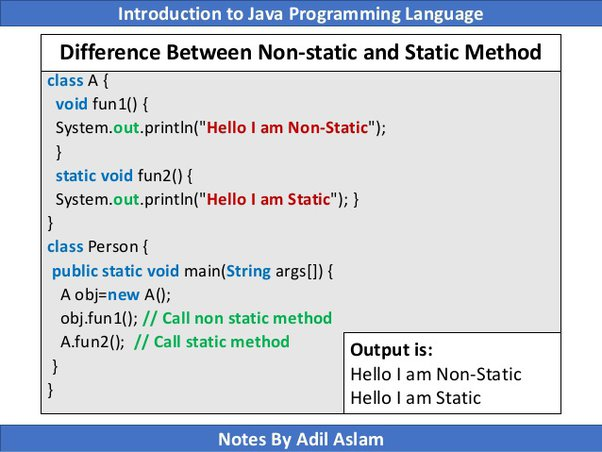 Introduction to Java Programming Language
Difference Between Non-static and Static Method
class A {
void fun1() {
System.out.println("Hello I am Non-Static");
}
static void fun2() {
System.out.println("Hello I am Static"); }
}
class Person {
public static void main(String args[]) {
A obj=new A();
obj.fun1(); // Call non static method
A.fun2();  // Call static method
}
}
Output is:
Hello I am Non-Static
Hello I am Static
Notes By Adil Aslam